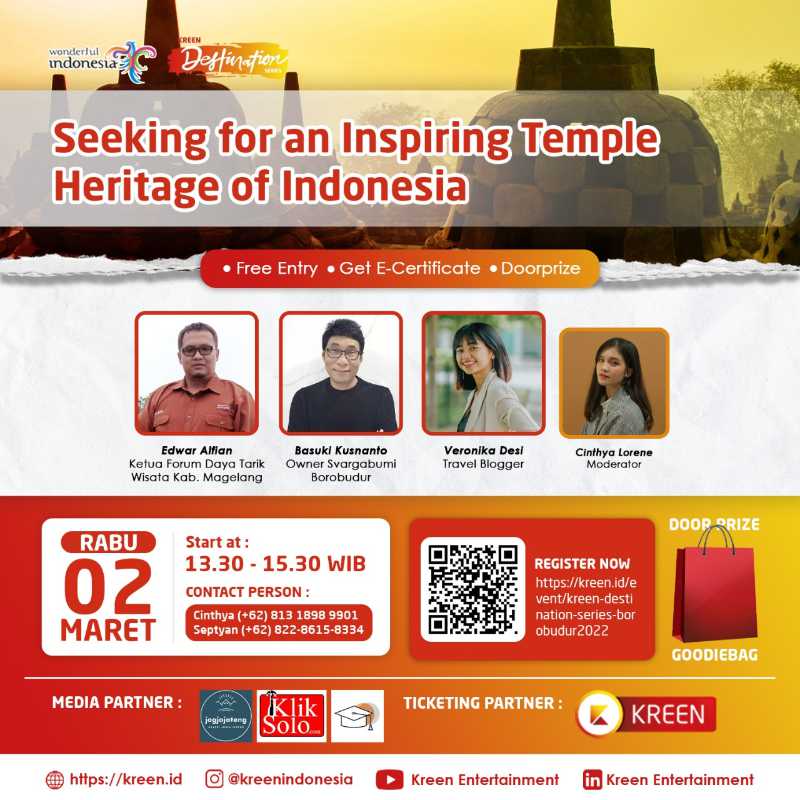 wonderful
indonesia
KREEN
Destination
SERIES
Seeking for an Inspiring Temple
Heritage of Indonesia
• Free Entry • Get E-Certificate • Doorprize
Edwar Alfian
Ketua Forum Daya Tarik
Wisata Kab. Magelang
Basuki Kusnanto
Owner Svargabumi
Borobudur
Veronika Desi
Travel Blogger
Cinthya Lorene
Moderator
RABU
02
MARET
Start at :
13.30 - 15.30 WIB
CONTACT PERSON :
Cinthya (+62) 813 1898 9901
Septyan (+62) 822-8615-8334
REGISTER NOW
https://kreen.id/e
vent/kreen-desti
nation-series-bor
obudur2022
DOOR PRIZE
GOODIEBAG
MEDIA PARTNER :
jogjajateng
Klik
Solo.com
TICKETING PARTNER :
KREEN
https://kreen.id
@kreenindonesia
Kreen Entertainment
Kreen Entertainment